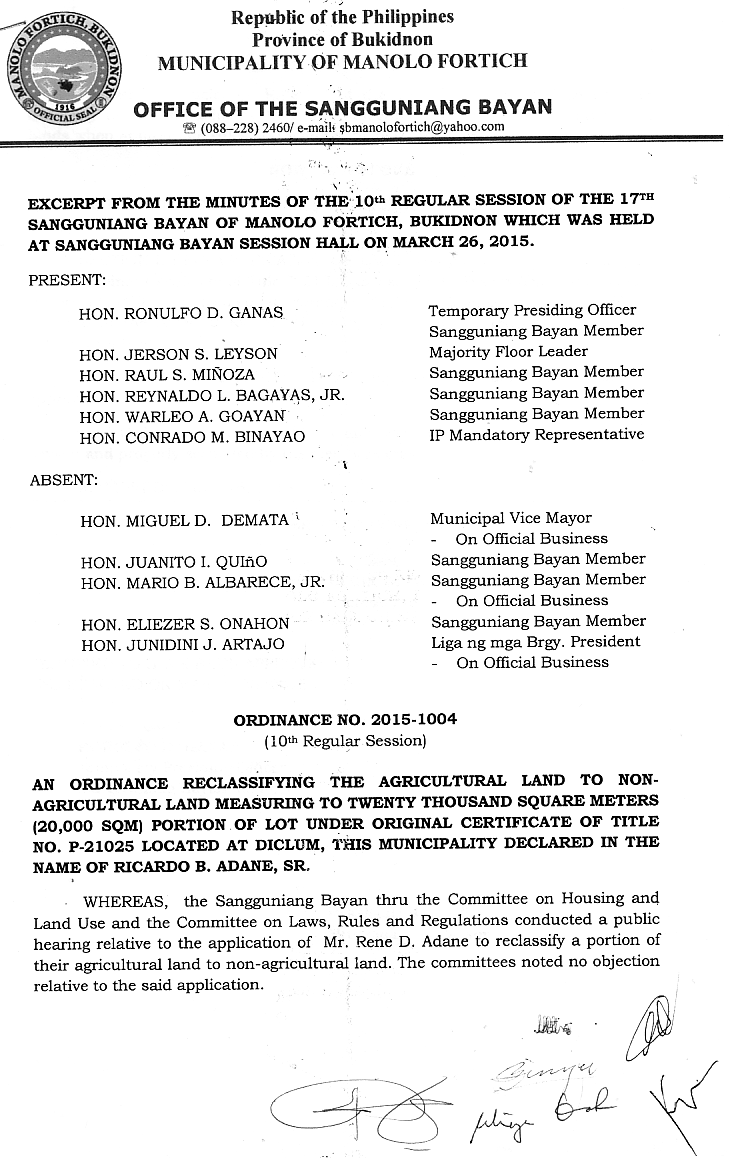 MANOLO FORTICH, BUKIDNON
1916
OFFICIAL SEAL
Republic of the Philippines
Province of Bukidnon
MUNICIPALITY OF MANOLO FORTICH
OFFICE OF THE SANGGUNIANG BAYAN
☏ (088–228) 2460/ e-mail: sbmanolofortich@yahoo.com
EXCERPT FROM THE MINUTES OF THE 10th REGULAR SESSION OF THE 17TH
SANGGUNIANG BAYAN OF MANOLO FORTICH, BUKIDNON WHICH WAS HELD
AT SANGGUNIANG BAYAN SESSION HALL ON MARCH 26, 2015.
PRESENT:
HON. RONULFO D. GANAS Temporary Presiding Officer
Sangguniang Bayan Member
HON. JERSON S. LEYSON Majority Floor Leader
HON. RAUL S. MIÑOZA Sangguniang Bayan Member
HON. REYNALDO L. BAGAYAS, JR. Sangguniang Bayan Member
HON. WARLEO A. GOAYAN Sangguniang Bayan Member
HON. CONRADO M. BINAYAO IP Mandatory Representative
ABSENT:
HON. MIGUEL D. DEMATA Municipal Vice Mayor
- On Official Business
HON. JUANITO I. QUIñO Sangguniang Bayan Member
HON. MARIO B. ALBARECE, JR. Sangguniang Bayan Member
- On Official Business
HON. ELIEZER S. ONAHON Sangguniang Bayan Member
HON. JUNIDINI J. ARTAJO Liga ng mga Brgy. President
- On Official Business
ORDINANCE NO. 2015-1004
(10th Regular Session)
AN ORDINANCE RECLASSIFYING THE AGRICULTURAL LAND TO NON-
AGRICULTURAL LAND MEASURING TO TWENTY THOUSAND SQUARE METERS
(20,000 SQM) PORTION OF LOT UNDER ORIGINAL CERTIFICATE OF TITLE
NO. P-21025 LOCATED AT DICLUM, THIS MUNICIPALITY DECLARED IN THE
NAME OF RICARDO B. ADANE, SR.
WHEREAS, the Sangguniang Bayan thru the Committee on Housing and
Land Use and the Committee on Laws, Rules and Regulations conducted a public
hearing relative to the application of Mr. Rene D. Adane to reclassify a portion of
their agricultural land to non-agricultural land. The committees noted no objection
relative to the said application.